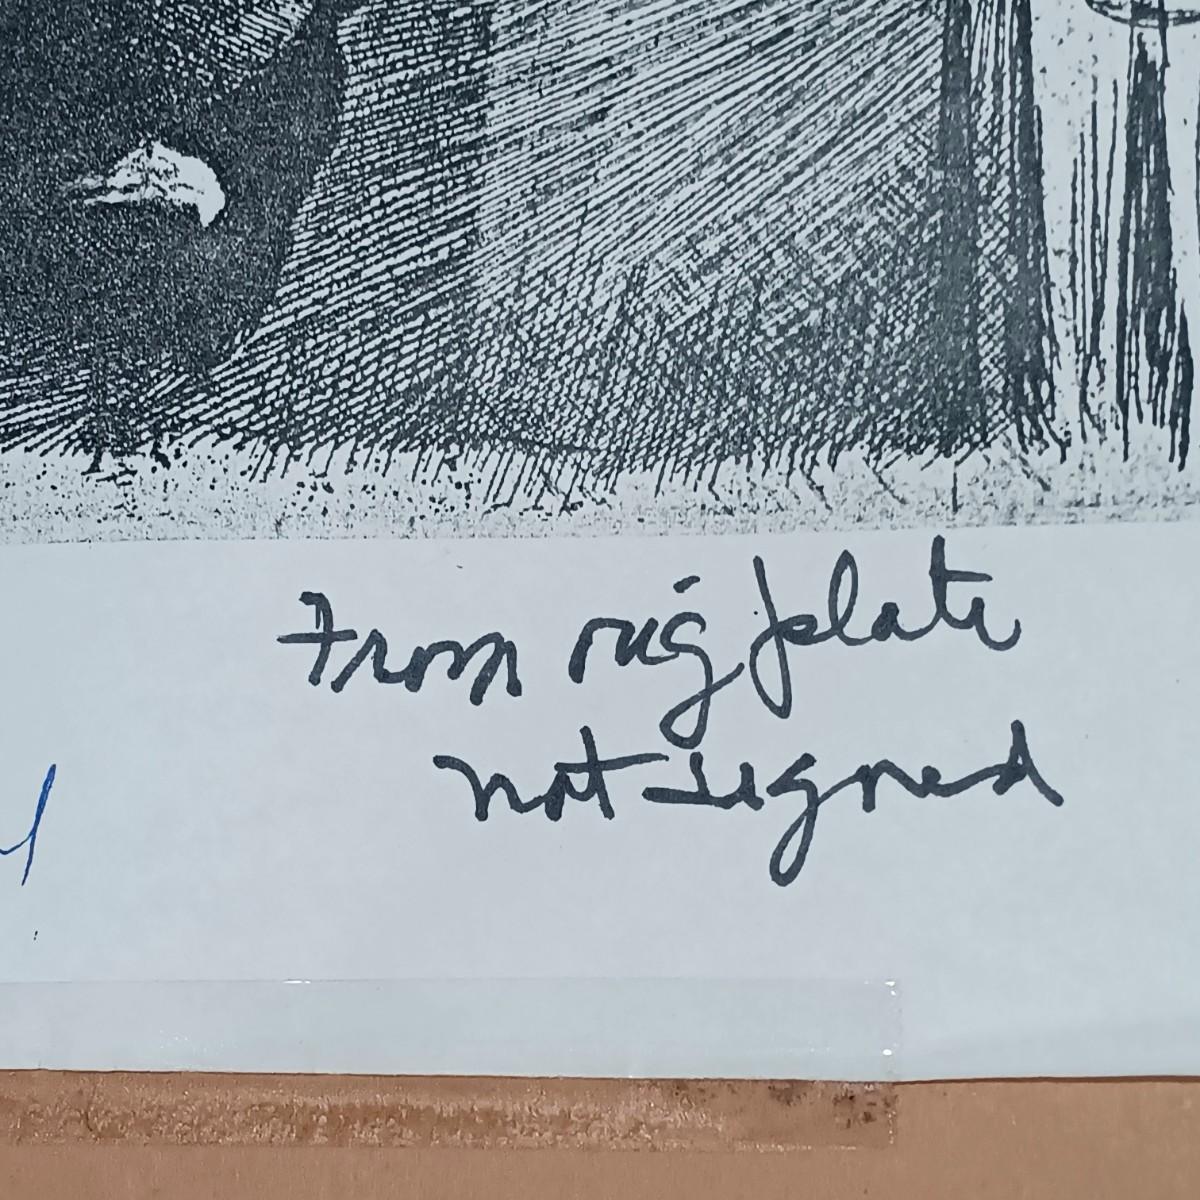 From orig plate
not signed